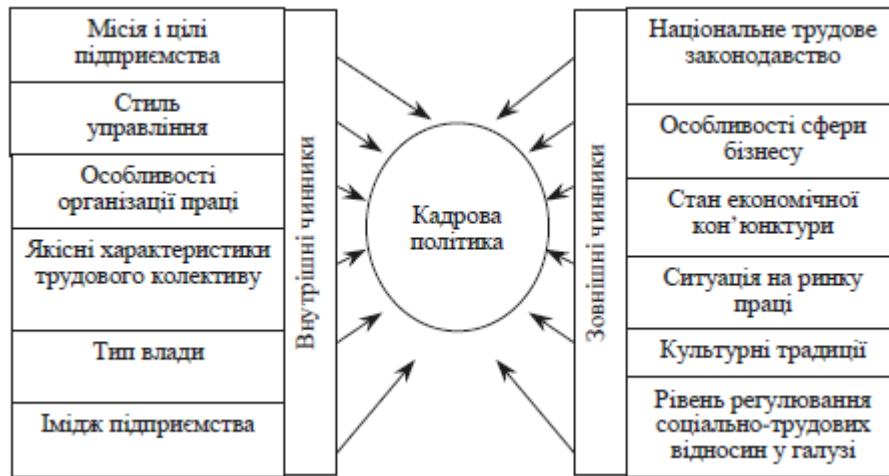 Місія і цілі
підприємства
Стиль
управління
Особливості
організації праці
Якісні характеристики
трудового колективу
Тип влади
Імідж підприємства
Внутрішні чинники
Кадрова
політика
Зовнішні чинники
Національне трудове
законодавство
Особливості сфери
бізнесу
Стан економічної
кон’юнктури
Ситуація на ринку
праці
Культурні традиції
Рівень регулювання
соціально-трудових
відносин у галузі